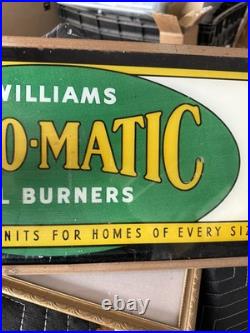 WILLIAMS
O-MATIC
L BURNERS
NITS FOR HOMES OF EVERY SIZ